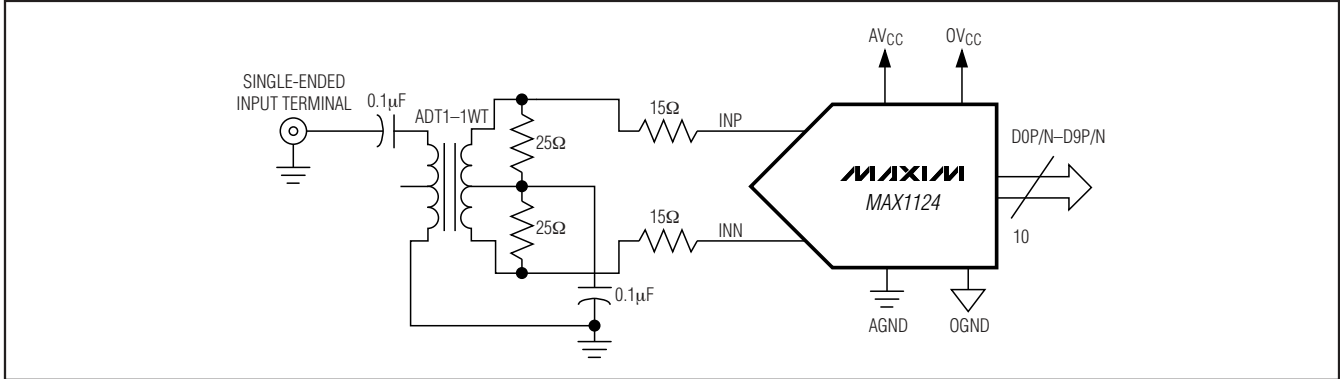 SINGLE-ENDED
INPUT TERMINAL
0.1μF
ADT1–1WT
25Ω
25Ω
0.1μF
15Ω
INP
15Ω
INN
AVCC
OVCC
MAXIM
MAX1124
D0P/N–D9P/N
10
AGND
OGND